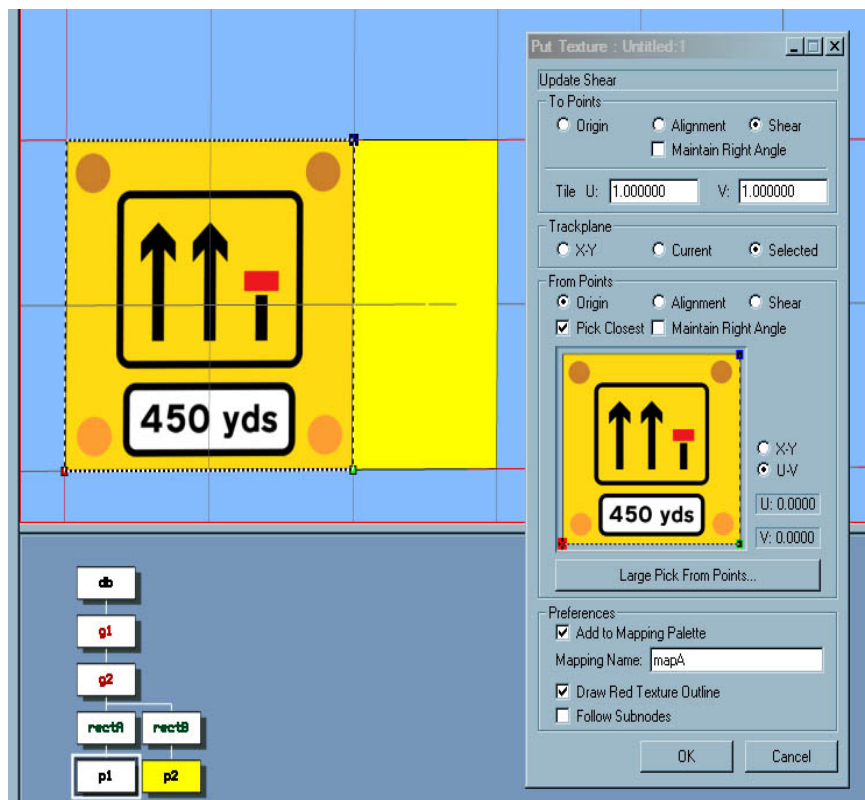 450 yds
db
g1
g2
rectA rectB
p1 p2
Put Texture : Untitled:1
Update Shear
To Points
Origin Alignment Shear
Maintain Right Angle
Tile U: 1.000000 V: 1.000000
Trackplane
X-Y Current Selected
From Points
Origin Alignment Shear
Pick Closest Maintain Right Angle
X-Y
U-V
450 yds
U: 0.0000
V: 0.0000
Large Pick From Points...
Preferences
Add to Mapping Palette
Mapping Name: mapA
Draw Red Texture Outline
Follow Subnodes
OK Cancel